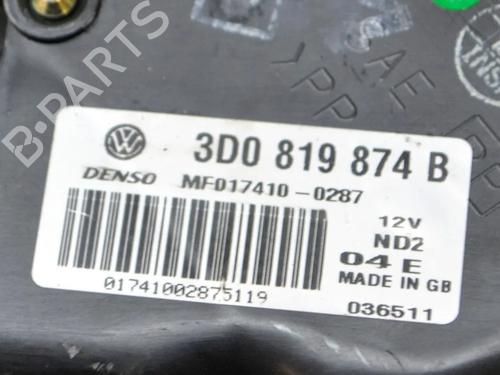 B-PARTS
3D0 819 874 B
DENSO MF017410-0287
12V
ND2
04 E
MADE IN GB
01741002875119
036511